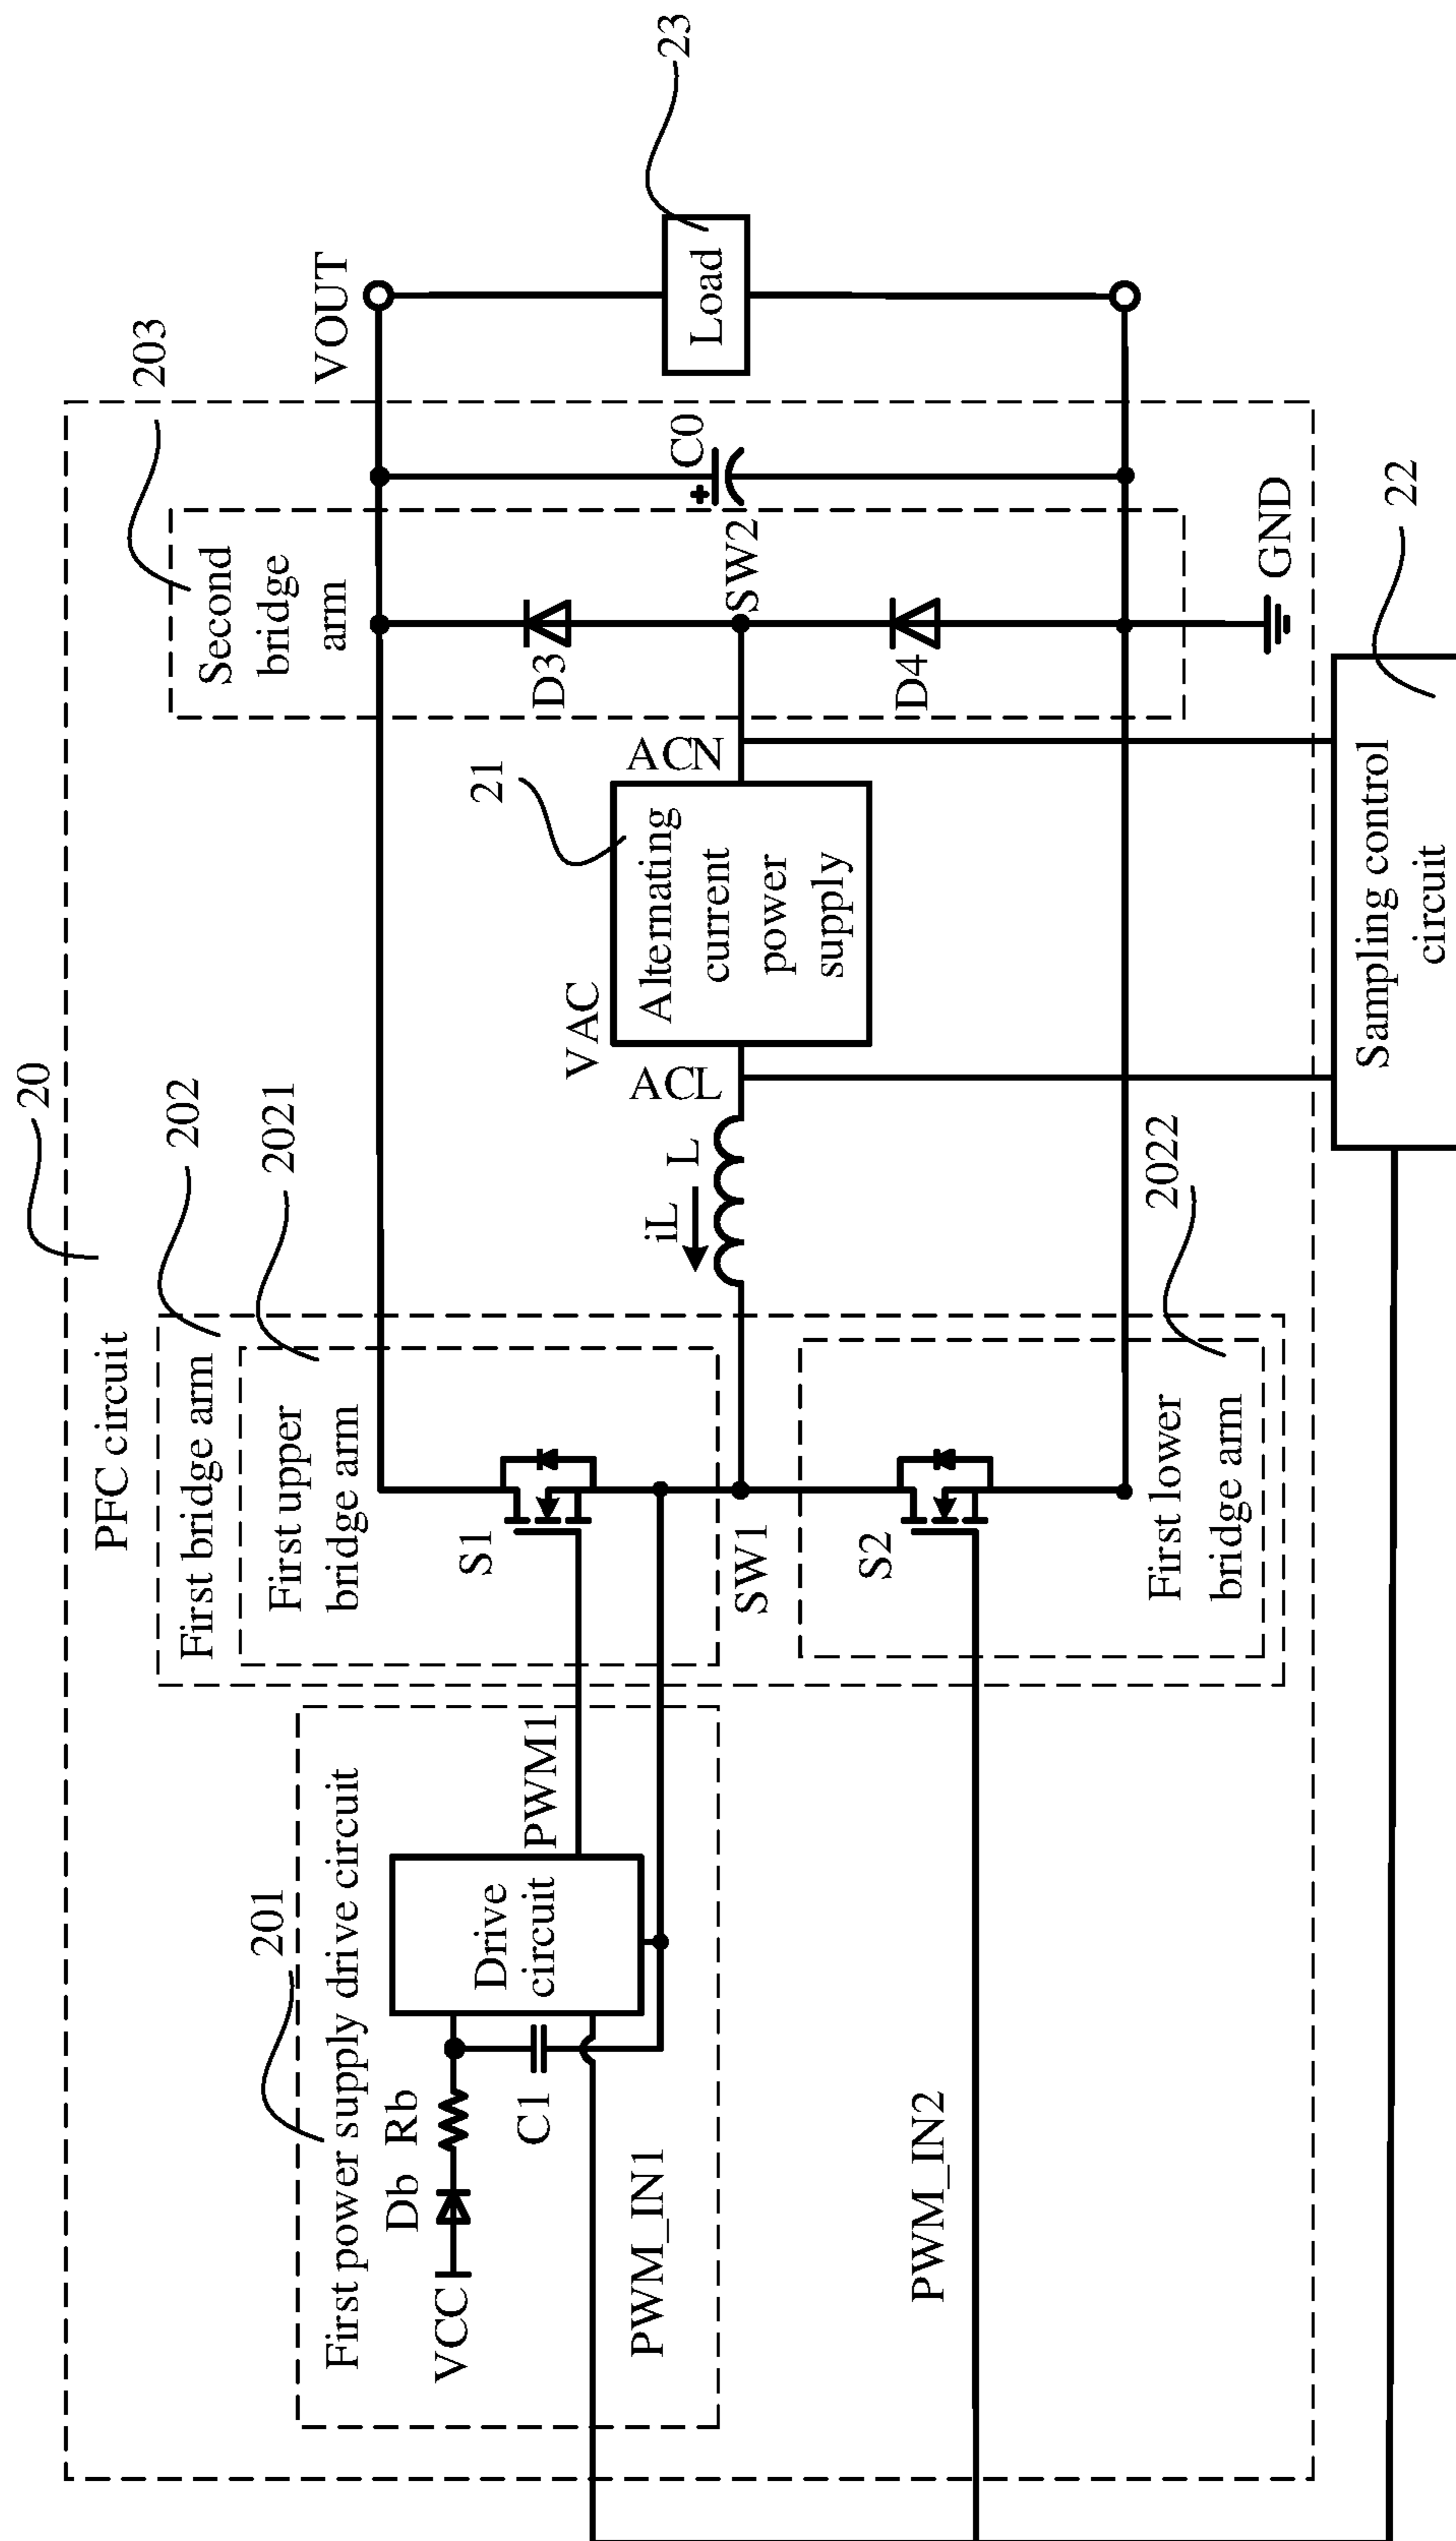 20
PFC circuit
203
202
First bridge arm
2021
First upper
bridge arm
201
First power supply drive circuit
VCC
Db
Rb
C1
Drive
circuit
PWM1
PWM_IN1
PWM_IN2
S1
SW1
S2
First lower
bridge arm
2022
iL
L
ACL
VAC
21
Alternating
current
power
supply
ACN
Second
bridge
arm
D3
SW2
D4
C0
+
VOUT
Load
23
GND
22
Sampling control
circuit